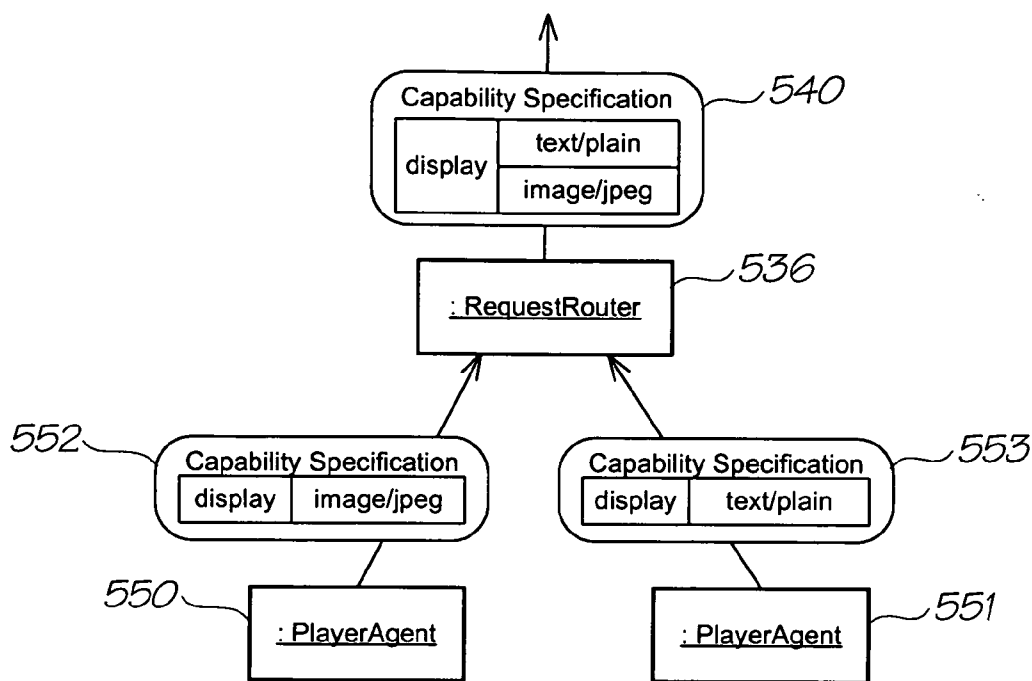 Capability Specification
540
display
text/plain
image/jpeg
536
: RequestRouter
552
Capability Specification
display
image/jpeg
Capability Specification
553
display
text/plain
550
: PlayerAgent
: PlayerAgent
551